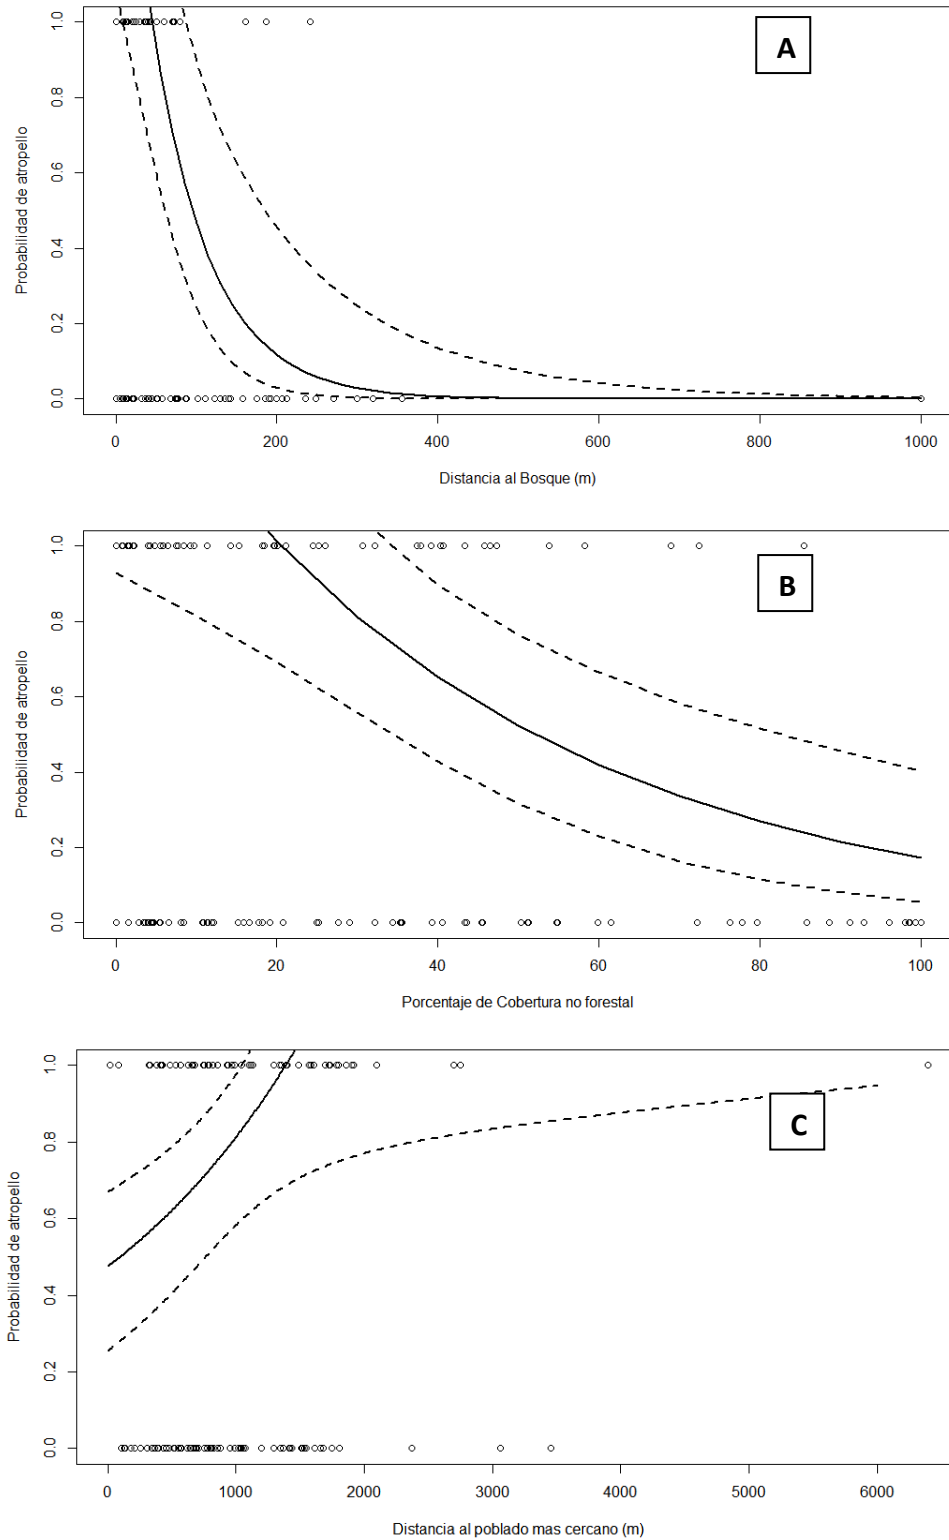 A
Probabilidad de atropello
1.0
0.8
0.6
0.4
0.2
0.0
0 200 400 600 800 1000
Distancia al Bosque (m)
B
Probabilidad de atropello
1.0
0.8
0.6
0.4
0.2
0.0
0 20 40 60 80 100
Porcentaje de Cobertura no forestal
C
Probabilidad de atropello
1.0
0.8
0.6
0.4
0.2
0.0
0 1000 2000 3000 4000 5000 6000
Distancia al poblado mas cercano (m)